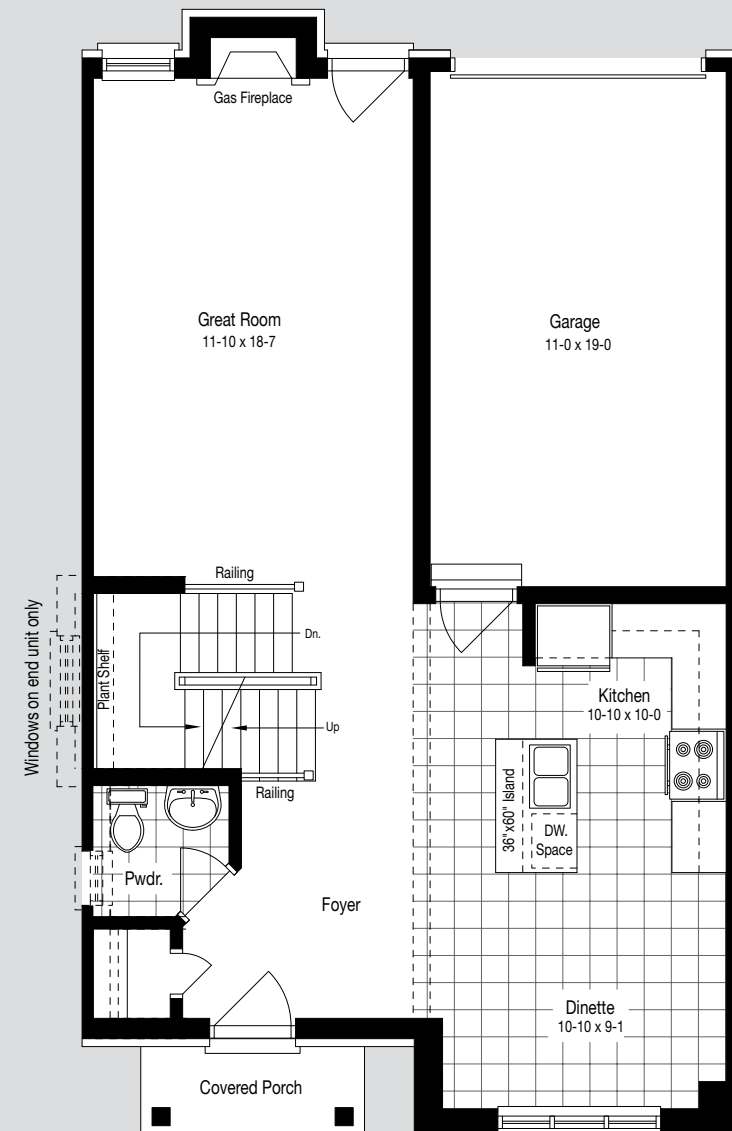 Gas Fireplace
Great Room
11-10 x 18-7
Garage
11-0 x 19-0
Railing
Dn.
Plant Shelf
Windows on end unit only
Up
Railing
Kitchen
10-10 x 10-0
36"x60" Island
DW.
Space
Pwdr.
Foyer
Dinette
10-10 x 9-1
Covered Porch